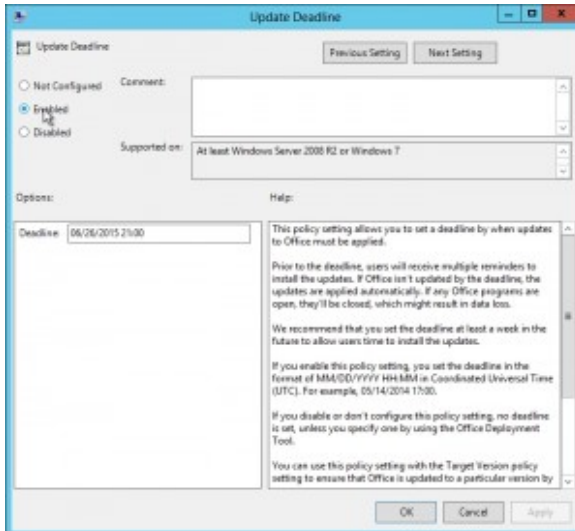 Update Deadline
Update Deadline
Previous Setting
Next Setting
Not Configured
Comment:
Enabled
Disabled
Supported on:
At least Windows Server 2008 R2 or Windows 7
Options:
Help:
Deadline: 06/26/2015 21:00
This policy setting allows you to set a deadline by when updates
to Office must be applied.
Prior to the deadline, users will receive multiple reminders to
install the updates. If Office isn't updated by the deadline, the
updates are applied automatically. If any Office programs are
open, they'll be closed, which might result in data loss.
We recommend that you set the deadline at least a week in the
future to allow users time to install the updates.
If you enable this policy setting, you set the deadline in the
format of MM/DD/YYYY HH:MM in Coordinated Universal Time
(UTC). For example, 05/14/2014 17:00.
If you disable or don't configure this policy setting, no deadline
is set, unless you specify one by using the Office Deployment
Tool.
You can use this policy setting with the Target Version policy
setting to ensure that Office is updated to a particular version by
OK
Cancel
Apply